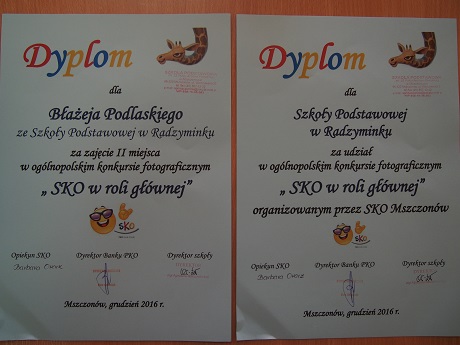 Dyplom
dla
Błażeja Podlaskiego
ze Szkoły Podstawowej w Radzyminku
za zajęcie II miejsca
w ogólnopolskim konkursie fotograficznym
„ SKO w roli głównej”
SKO
Opiekun SKO Dyrektor Banku PKO Dyrektor szkoły
Mszczonów, grudzień 2016 r.
Dyplom
dla
Szkoły Podstawowej
w Radzyminku
za udział
w ogólnopolskim konkursie fotograficznym
„ SKO w roli głównej”
organizowanym przez SKO Mszczonów
SKO
Opiekun SKO Dyrektor Banku PKO Dyrektor szkoły
Mszczonów, grudzień 2016 r.